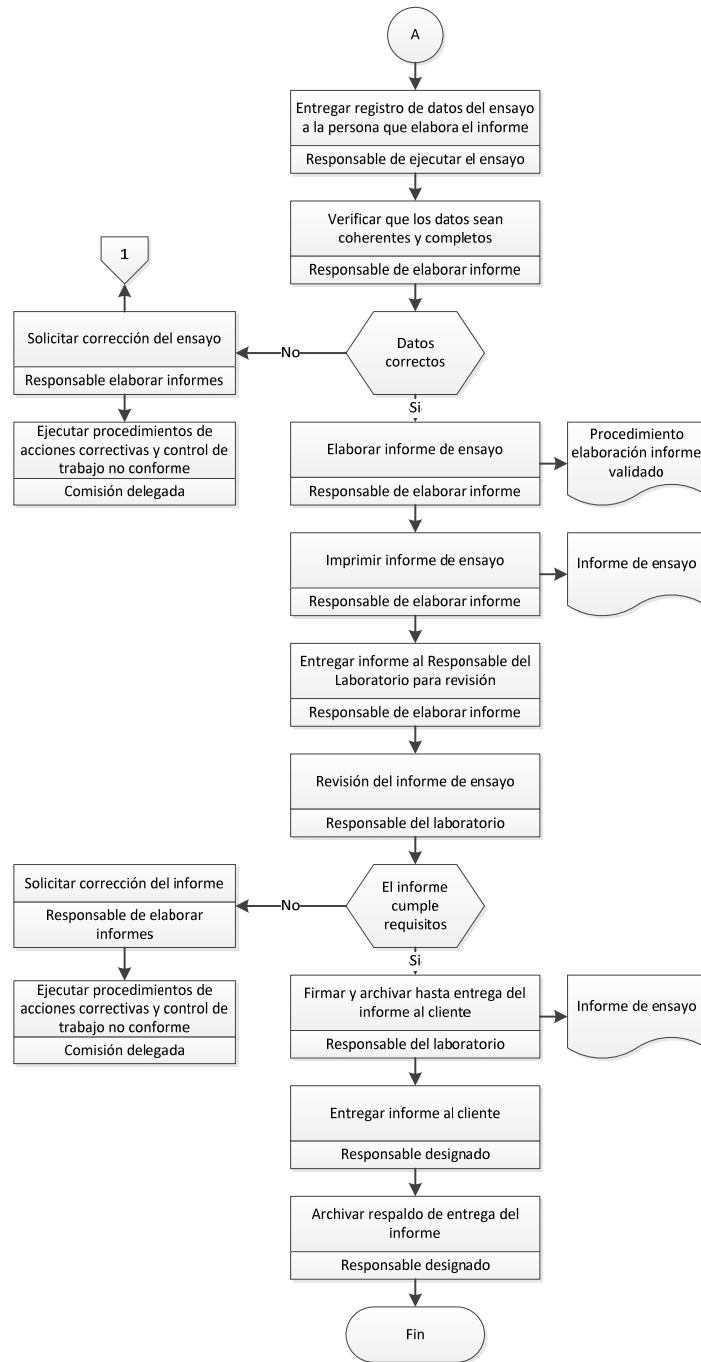 A
Entregar registro de datos del ensayo
a la persona que elabora el informe
Responsable de ejecutar el ensayo
Verificar que los datos sean
coherentes y completos
Responsable de elaborar informe
1
Solicitar corrección del ensayo
Responsable elaborar informes
No
Datos
correctos
Si
Ejecutar procedimientos de
acciones correctivas y control de
trabajo no conforme
Comisión delegada
Elaborar informe de ensayo
Responsable de elaborar informe
Procedimiento
elaboración informe
validado
Imprimir informe de ensayo
Responsable de elaborar informe
Informe de ensayo
Entregar informe al Responsable del
Laboratorio para revisión
Responsable de elaborar informe
Revisión del informe de ensayo
Responsable del laboratorio
Solicitar corrección del informe
Responsable de elaborar
informes
No
El informe
cumple
requisitos
Si
Ejecutar procedimientos de
acciones correctivas y control de
trabajo no conforme
Comisión delegada
Firmar y archivar hasta entrega del
informe al cliente
Responsable del laboratorio
Informe de ensayo
Entregar informe al cliente
Responsable designado
Archivar respaldo de entrega del
informe
Responsable designado
Fin